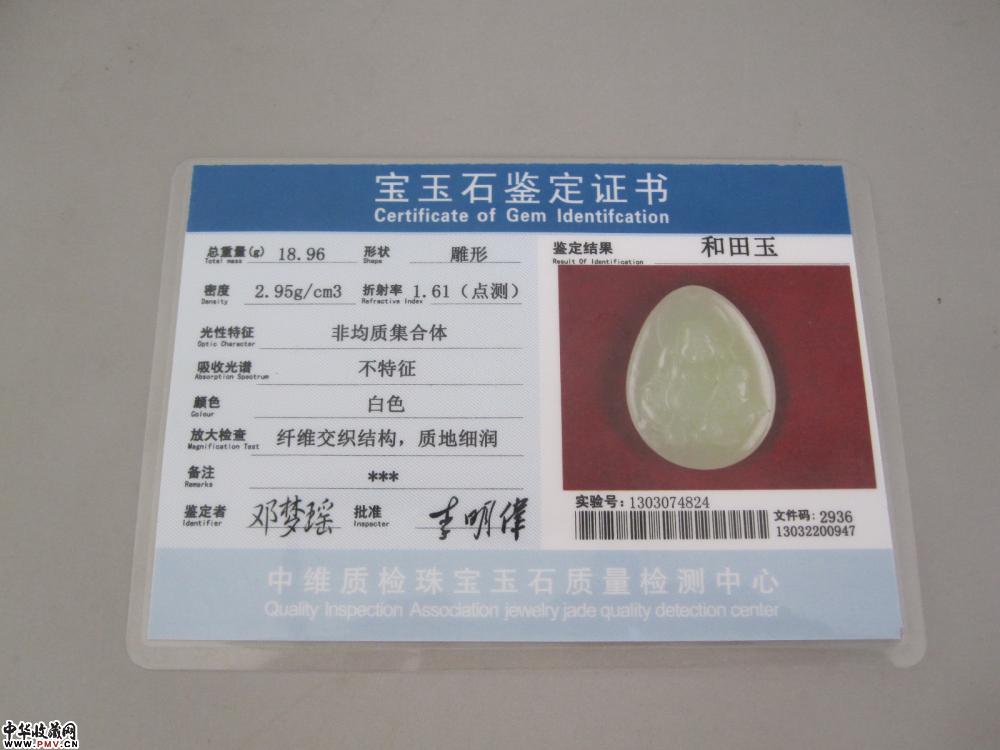 宝玉石鉴定证书
Certificate of Gem Identifcation
总重量(g) 18.96 形状 雕形
Total mass Shape
密度 2.95g/cm3 折射率 1.61（点测）
Density Refractive Index
光性特征 非均质集合体
Optic Character
吸收光谱 不特征
Absorption Spectrum
颜色 白色
Colour
放大检查 纤维交织结构，质地细润
Magnification Test
备注 ***
Remarks
鉴定者 邓梦瑶 批准 李明偉
Identifier Inspecter
鉴定结果 和田玉
Result Of Identification
实验号：1303074824
文件码：2936
13032200947
中维质检珠宝玉石质量检测中心
Quality Inspection Association jewelry jade quality detection center
中华收藏网
www.PMV.CN